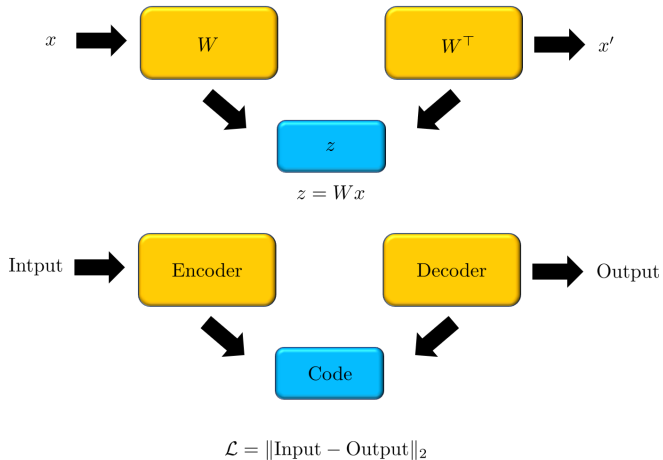 x W W⊤ x′
z
z = Wx
Intput Encoder Decoder Output
Code
ℒ = ‖Input − Output‖₂